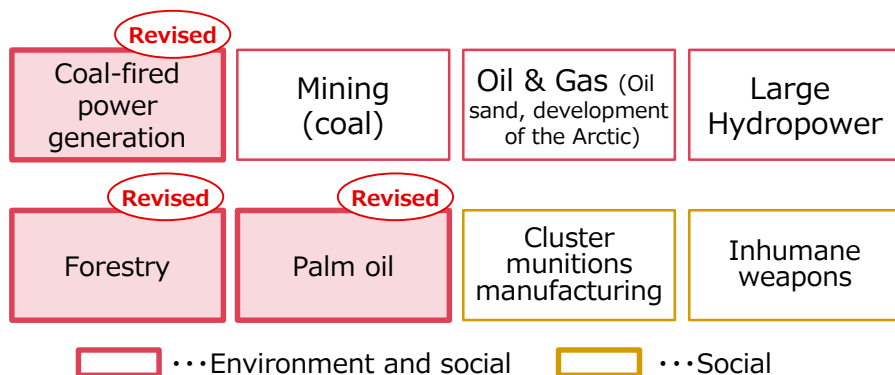 Revised
Coal-fired
power
generation
Mining
(coal)
Oil & Gas (Oil
sand, development
of the Arctic)
Large
Hydropower
Revised
Forestry
Revised
Palm oil
Cluster
munitions
manufacturing
Inhumane
weapons
···Environment and social
···Social